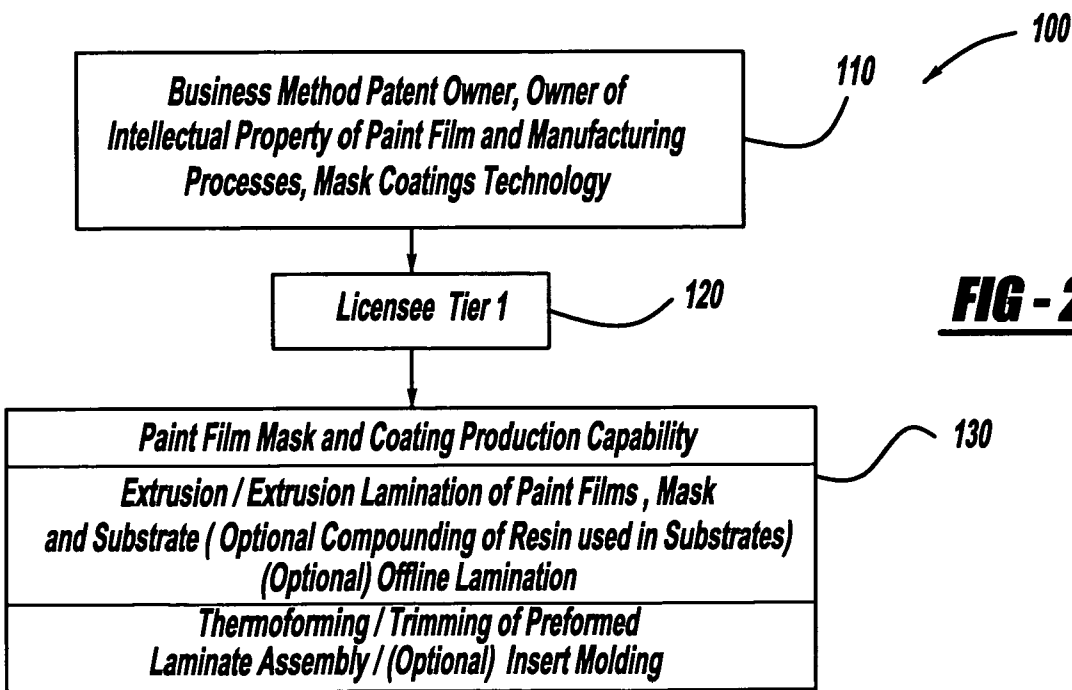 100
110
Business Method Patent Owner, Owner of
Intellectual Property of Paint Film and Manufacturing
Processes, Mask Coatings Technology
120
Licensee Tier 1
FIG - 2
130
Paint Film Mask and Coating Production Capability
Extrusion / Extrusion Lamination of Paint Films , Mask
and Substrate ( Optional Compounding of Resin used in Substrates)
(Optional) Offline Lamination
Thermoforming / Trimming of Preformed
Laminate Assembly / (Optional) Insert Molding